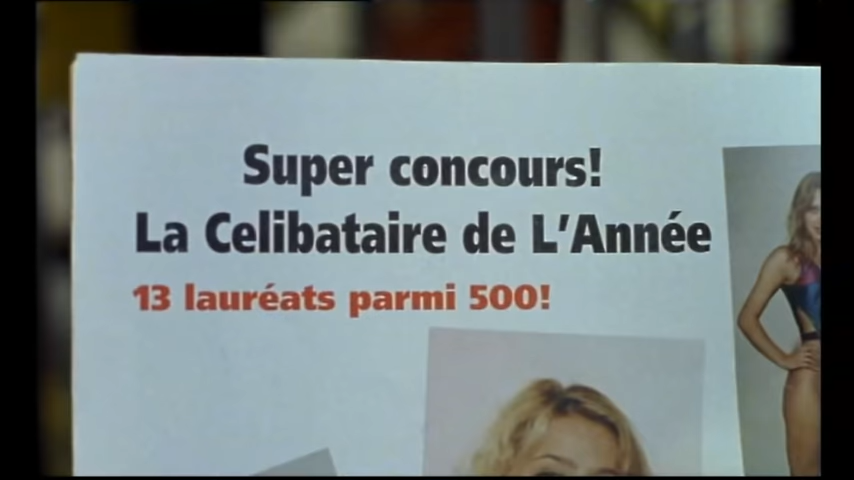 Super concours!
La Celibataire de L'Année
13 lauréats parmi 500!